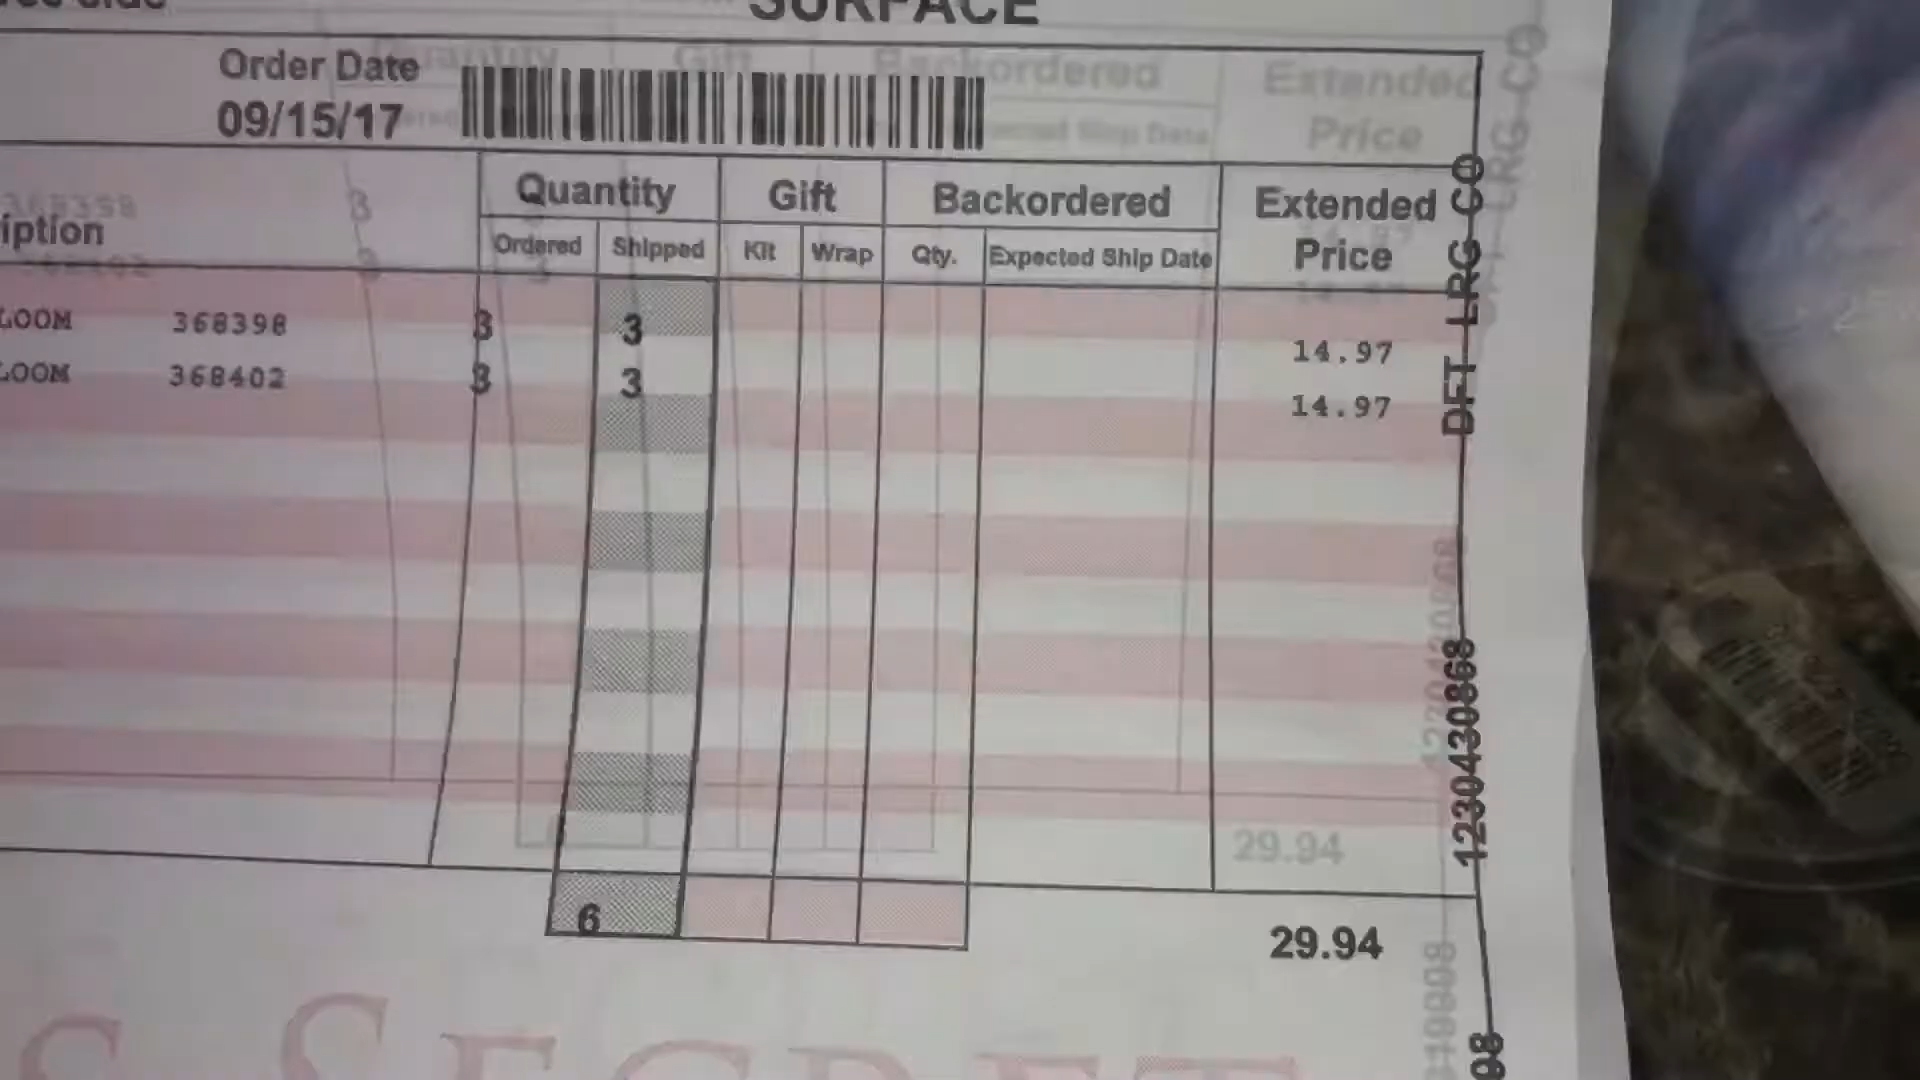 SURFACE
Order Date
09/15/17
Quantity Gift Backordered Extended Price
Ordered Shipped Kit Wrap Qty. Expected Ship Date
iption
LOOM 368398 3 3 14.97
LOOM 368402 3 3 14.97
6 29.94
DFT LRG CO
1230430868
SECRET